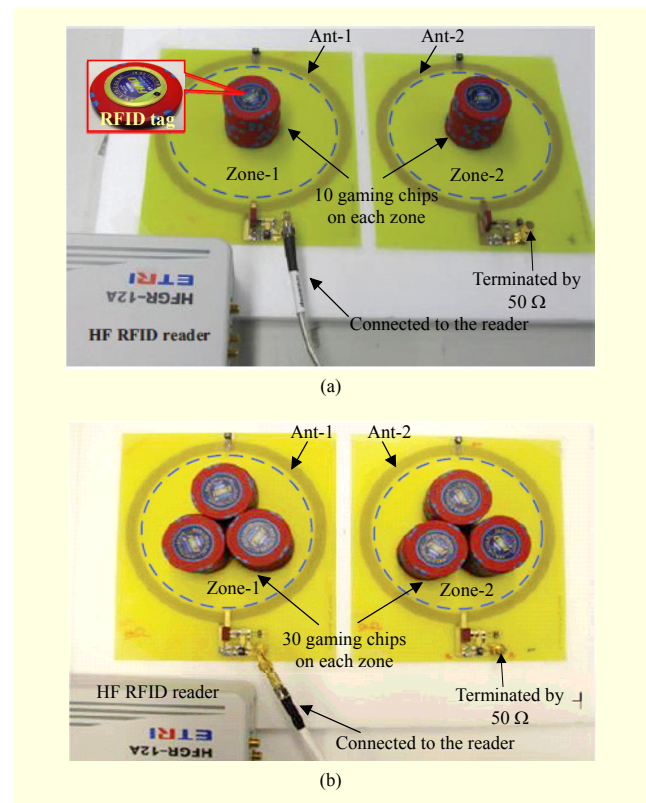 Ant-1
Ant-2
RFID tag
Zone-1
Zone-2
10 gaming chips
on each zone
Terminated by
50 Ω
Connected to the reader
ETRI
HFGR-12A
HF RFID reader
(a)
Ant-1
Ant-2
Zone-1
Zone-2
30 gaming chips
on each zone
HF RFID reader
Terminated by
50 Ω
ETRI
HFGR-12A
Connected to the reader
(b)